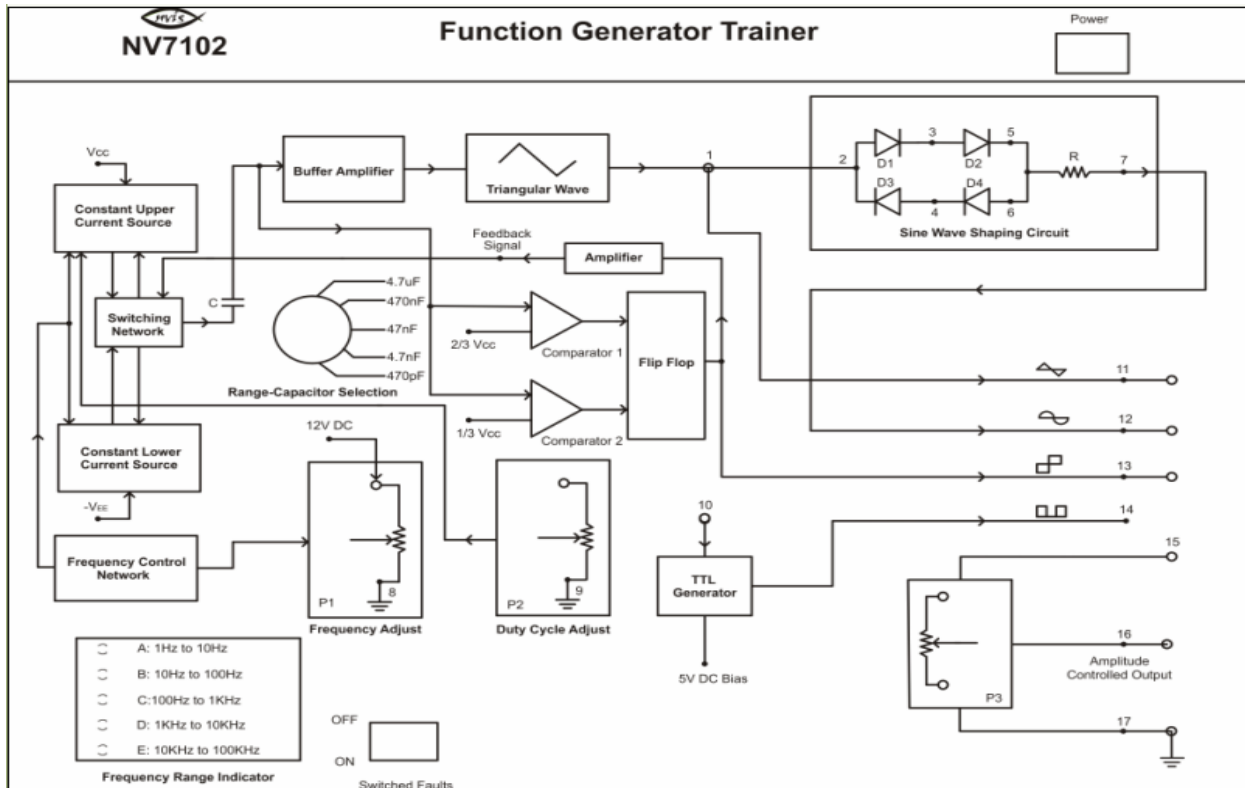 nvis
NV7102
Function Generator Trainer
Power
Vcc
Constant Upper
Current Source
Buffer Amplifier
Triangular Wave
1
2
3
5
D1
D2
D3
D4
4
6
R
7
Sine Wave Shaping Circuit
Feedback
Signal
Amplifier
Switching
Network
C
4.7uF
470nF
47nF
4.7nF
470pF
Range-Capacitor Selection
2/3 Vcc
Comparator 1
Flip Flop
1/3 Vcc
Comparator 2
11
12
13
14
Constant Lower
Current Source
-VEE
12V DC
P1
8
Frequency Adjust
P2
9
Duty Cycle Adjust
Frequency Control
Network
10
TTL
Generator
5V DC Bias
15
16
Amplitude
Controlled Output
P3
17
A: 1Hz to 10Hz
B: 10Hz to 100Hz
C:100Hz to 1KHz
D: 1KHz to 10KHz
E: 10KHz to 100KHz
Frequency Range Indicator
OFF
ON
Switched Faults